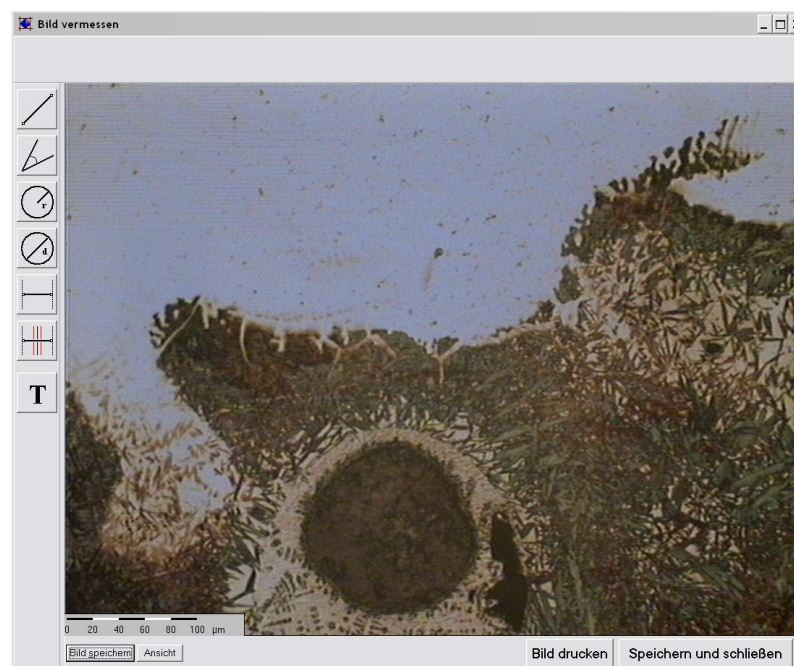 Bild vermessen
r
d
T
0 20 40 60 80 100 µm
Bild speichern Ansicht Bild drucken Speichern und schließen